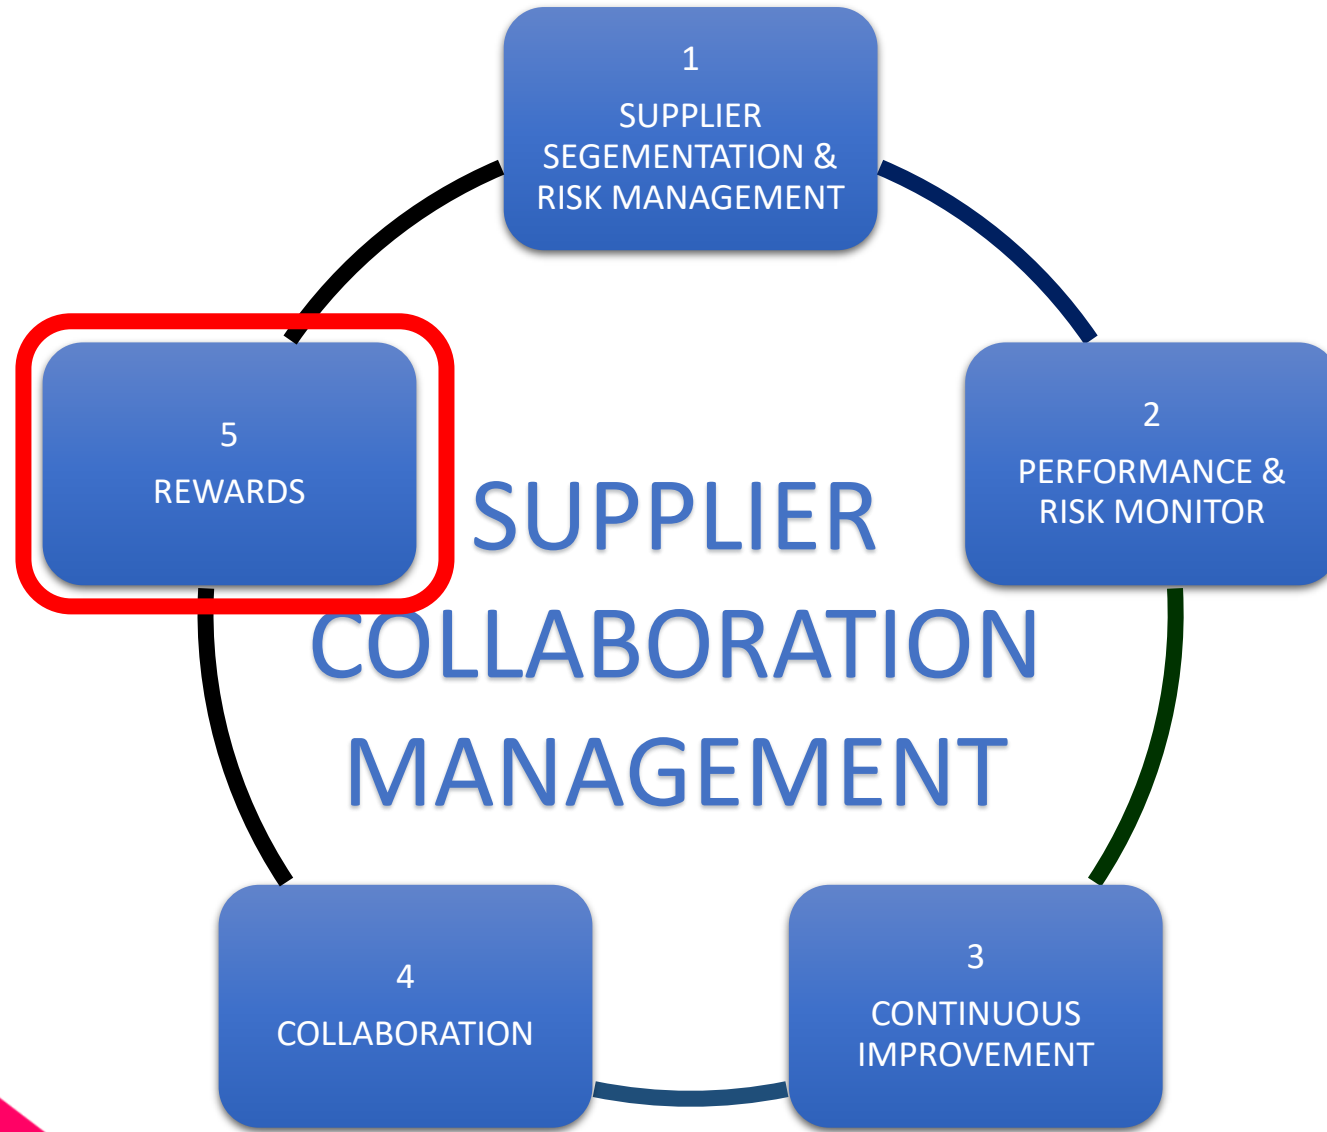 1
SUPPLIER
SEGEMENTATION &
RISK MANAGEMENT
2
PERFORMANCE &
RISK MONITOR
3
CONTINUOUS
IMPROVEMENT
4
COLLABORATION
5
REWARDS
SUPPLIER
COLLABORATION
MANAGEMENT